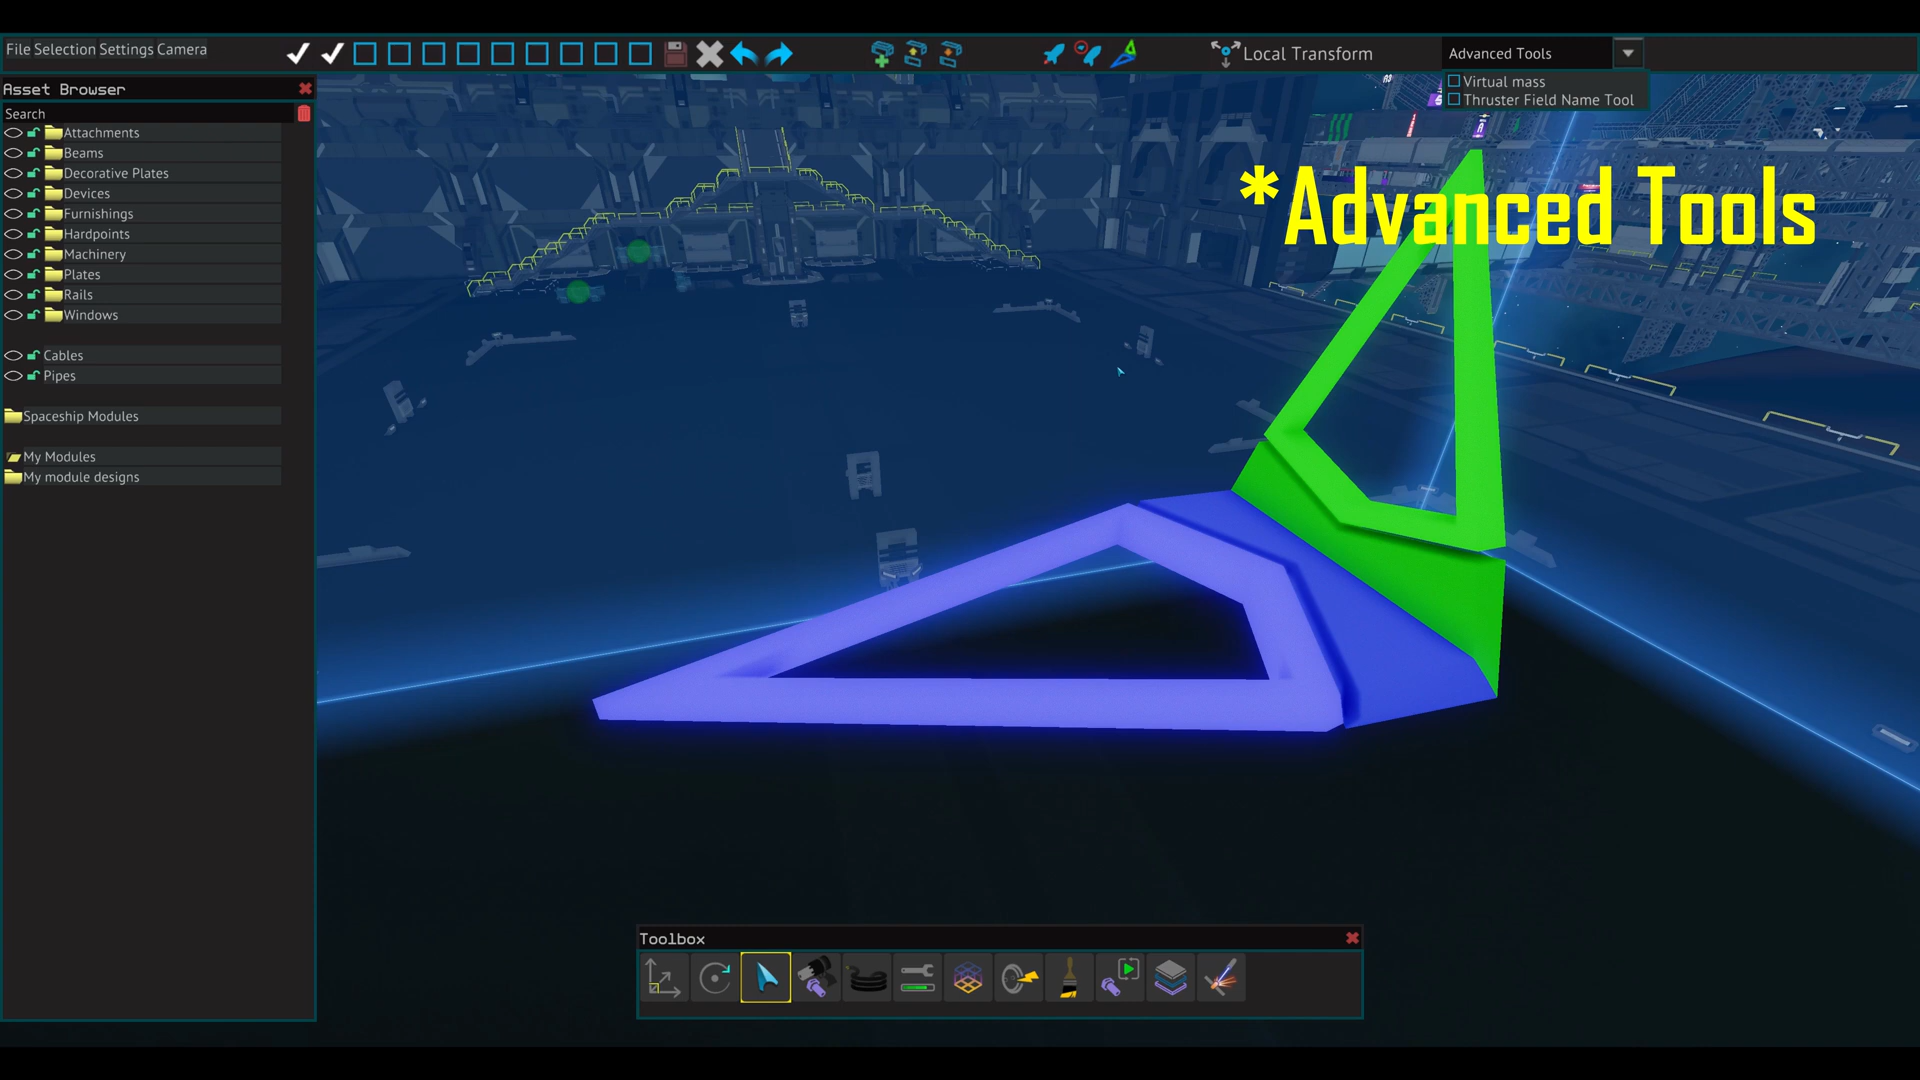 File Selection Settings Camera
Local Transform
Advanced Tools
Virtual mass
Thruster Field Name Tool
Asset Browser
Search
Attachments
Beams
Decorative Plates
Devices
Furnishings
Hardpoints
Machinery
Plates
Rails
Windows
Cables
Pipes
Spaceship Modules
My Modules
My module designs
*Advanced Tools
Toolbox